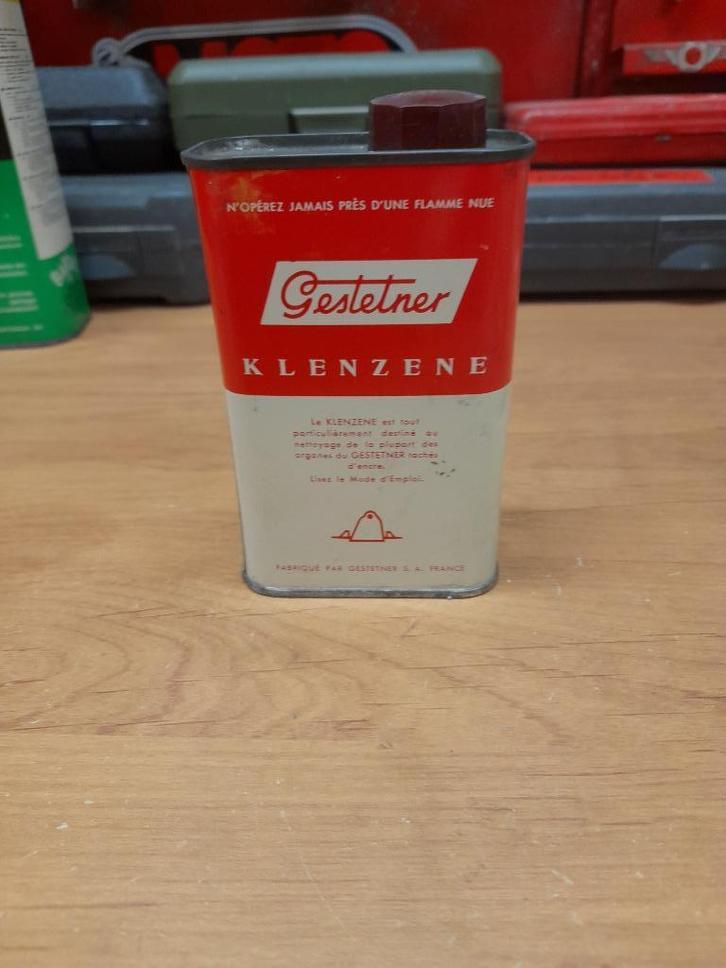 N'OPÉREZ JAMAIS PRÈS D'UNE FLAMME NUE
Gestetner
KLENZENE
Le KLENZENE est tout
particulièrement destiné au
nettoyage de la plupart des
organes du GESTETNER tachés
d'encre.
Lisez le Mode d'Emploi.
FABRIQUÉ PAR GESTETNER S. A. FRANCE